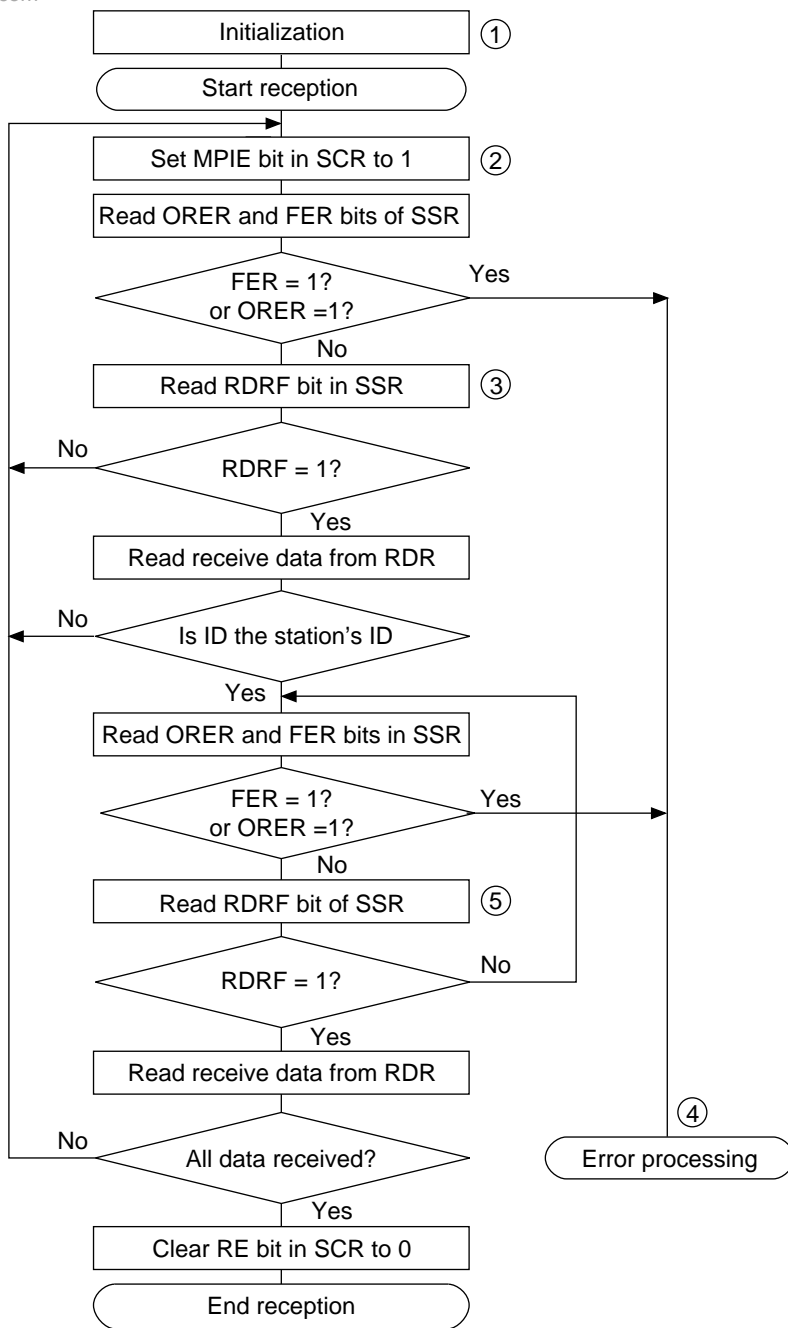 Initialization
1
Start reception
Set MPIE bit in SCR to 1
2
Read ORER and FER bits of SSR
FER = 1?
or ORER =1?
Yes
No
Read RDRF bit in SSR
3
No
RDRF = 1?
Yes
Read receive data from RDR
No
Is ID the station's ID
Yes
Read ORER and FER bits in SSR
FER = 1?
or ORER =1?
Yes
No
Read RDRF bit of SSR
5
RDRF = 1?
No
Yes
Read receive data from RDR
4
No
All data received?
Error processing
Yes
Clear RE bit in SCR to 0
End reception